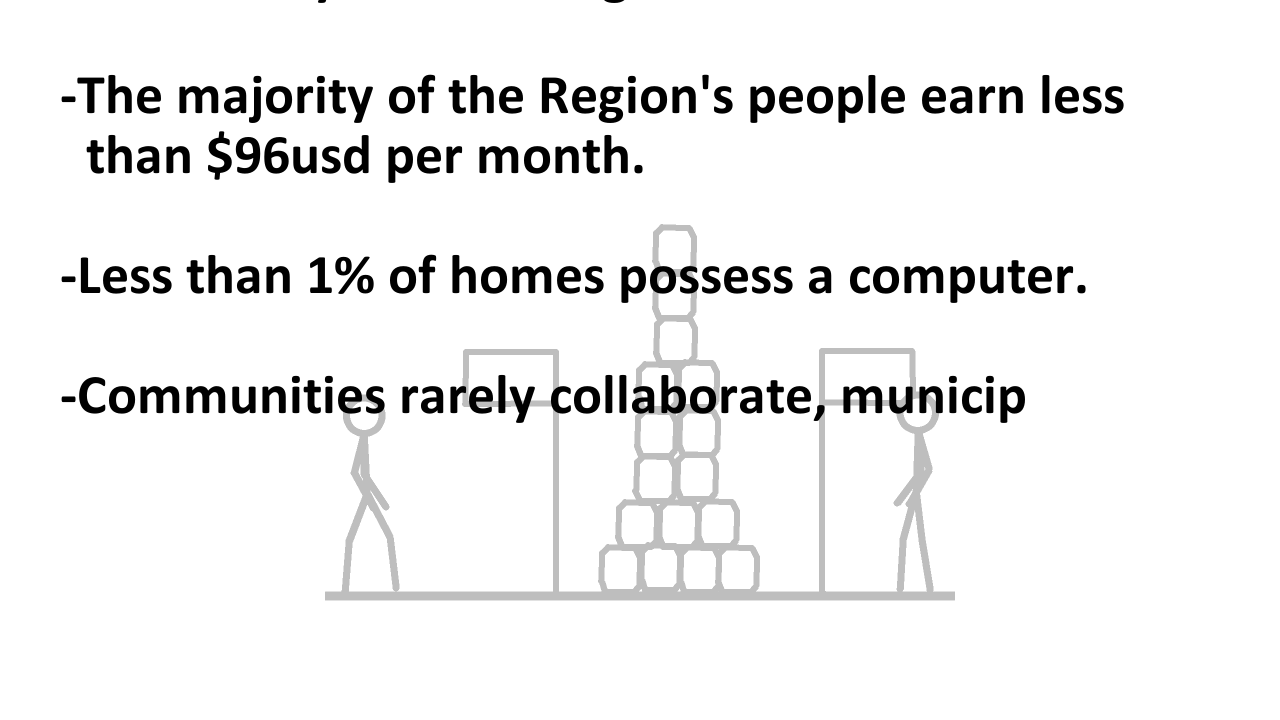 -The majority of the Region's people earn less
than $96usd per month.
-Less than 1% of homes possess a computer.
-Communities rarely collaborate, municip